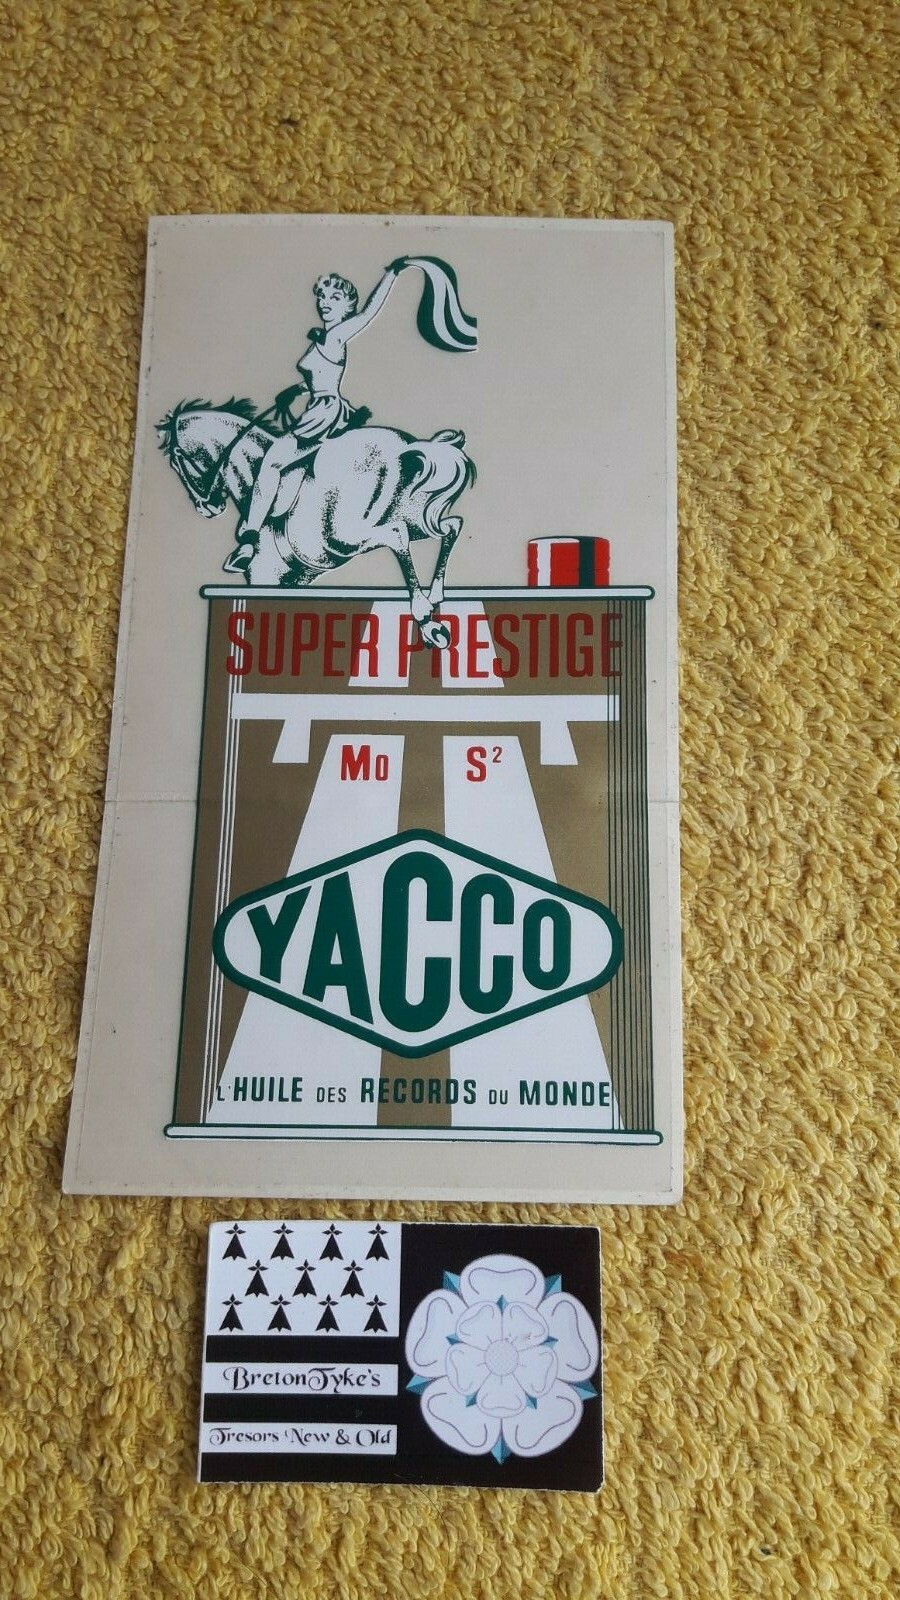 SUPER PRESTIGE
Mo S²
YACCO
L'HUILE DES RECORDS DU MONDE
BretonTyke's
Tresors New & Old